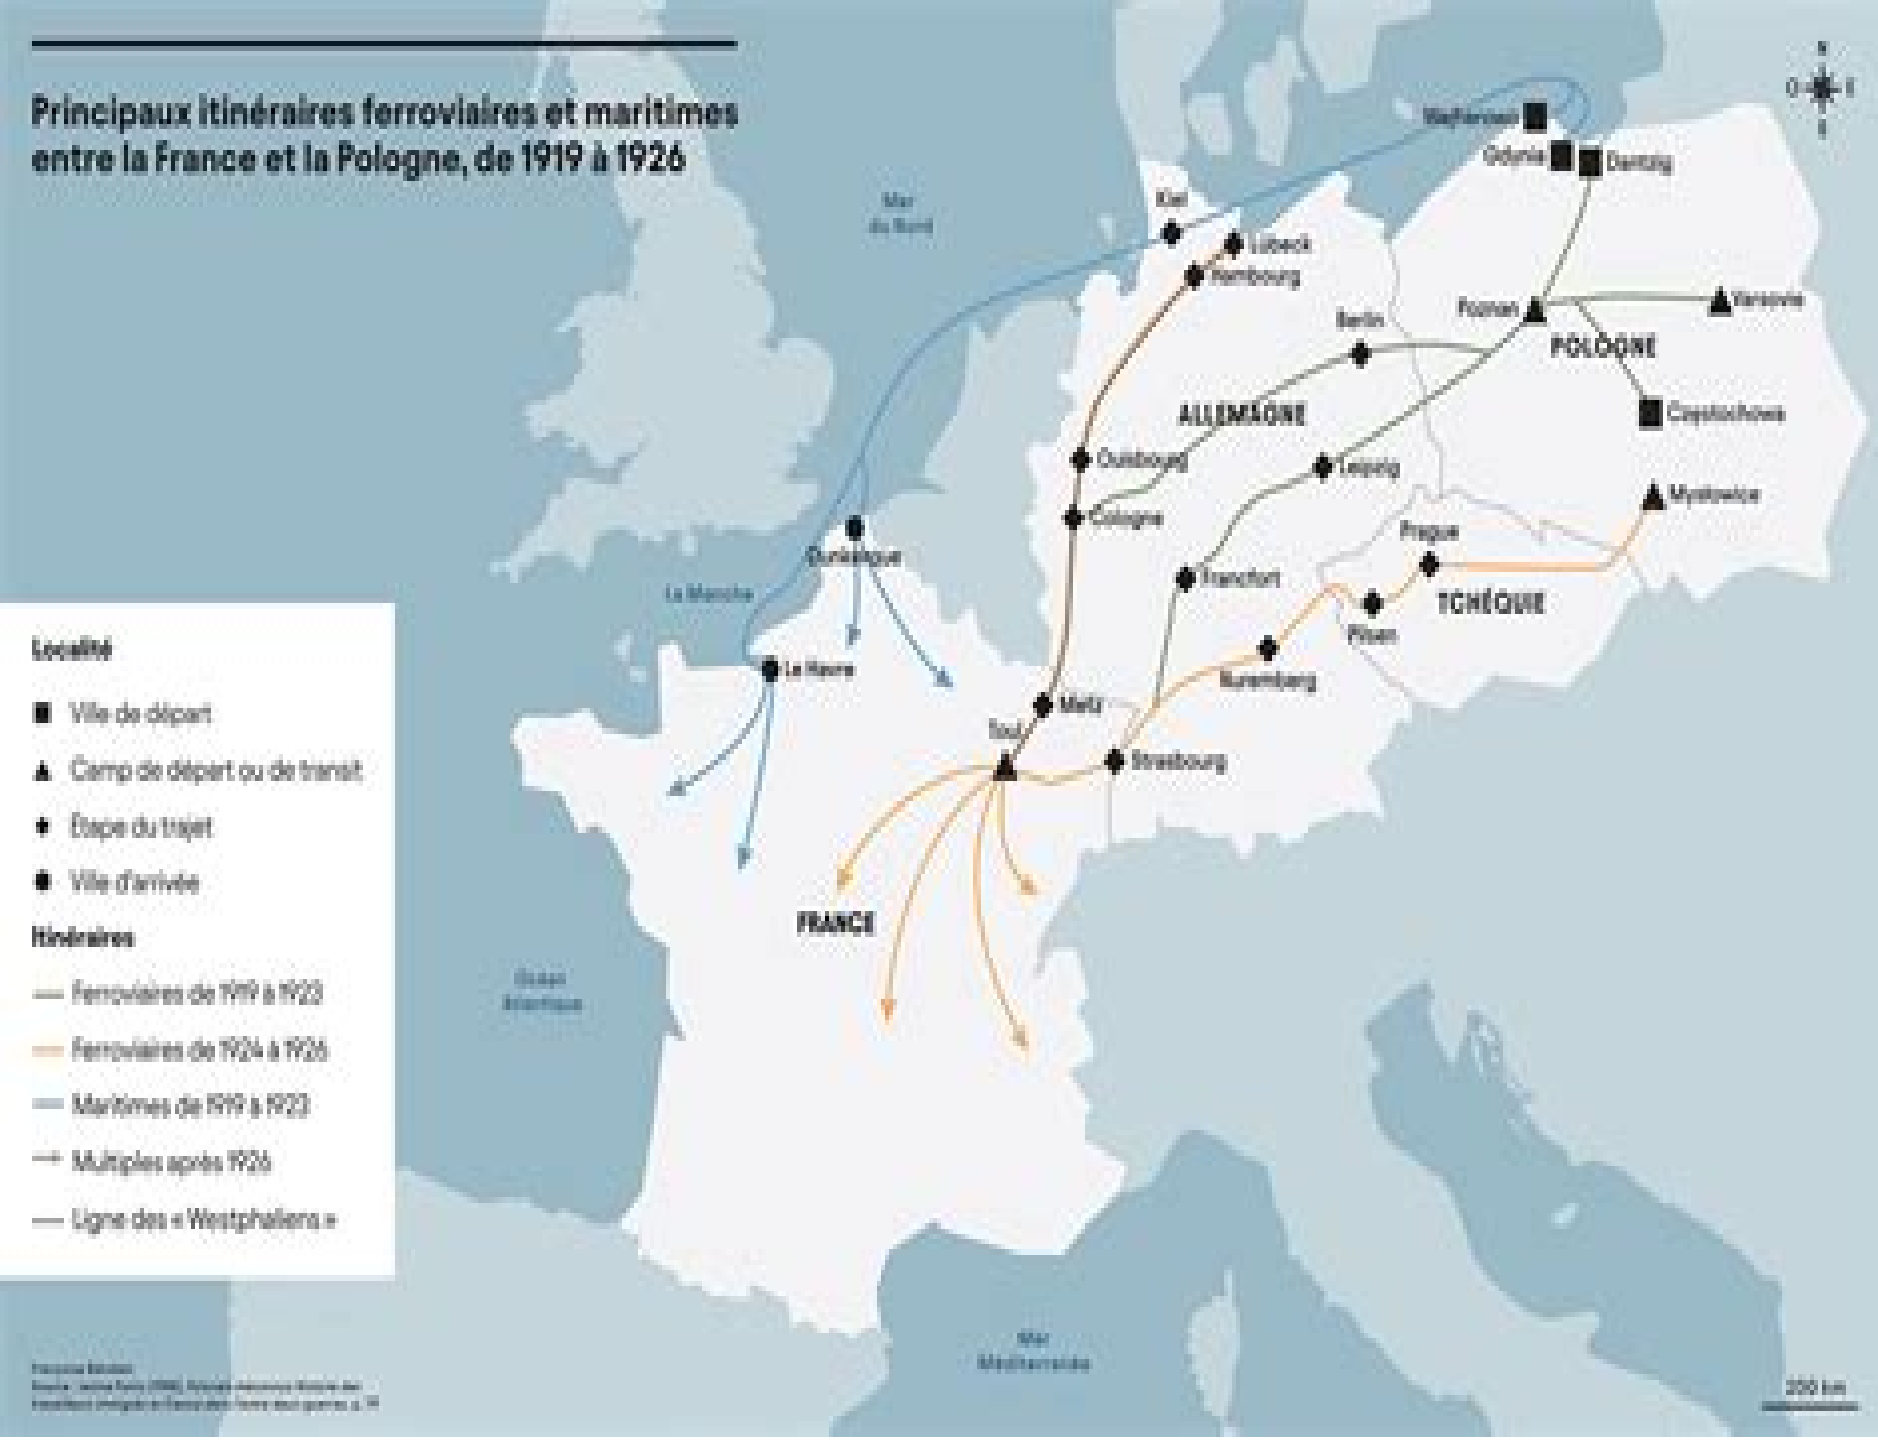 Principaux itinéraires ferroviaires et maritimes
entre la France et la Pologne, de 1919 à 1926
N
O
E
S
Wejherowo
Gdynia
Dantzig
Mer
du Nord
Kiel
Lübeck
Hambourg
Poznan
Varsovie
Berlin
POLOGNE
ALLEMAGNE
Częstochowa
Duisbourg
Leipzig
Mysłowice
Cologne
Prague
Dunkerque
Francfort
La Manche
TCHÉQUIE
Pilsen
Le Havre
Nuremberg
Metz
Toul
Strasbourg
FRANCE
Océan
Atlantique
Mer
Méditerranée
Localité
Ville de départ
Camp de départ ou de transit
Étape du trajet
Ville d'arrivée
Itinéraires
Ferroviaires de 1919 à 1923
Ferroviaires de 1924 à 1926
Maritimes de 1919 à 1923
Multiples après 1926
Ligne des « Westphaliens »
200 km